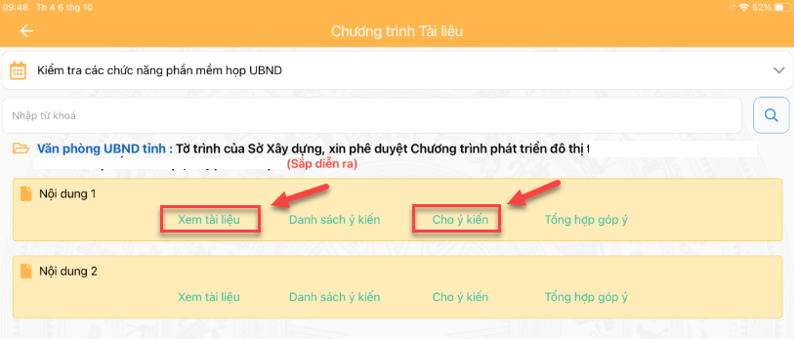 09:48 Th 4 6 thg 10 52%
Chương trình Tài liệu
Kiểm tra các chức năng phần mềm họp UBND
Nhập từ khoá
Văn phòng UBND tỉnh : Tờ trình của Sở Xây dựng, xin phê duyệt Chương trình phát triển đô thị
(Sắp diễn ra)
Nội dung 1
Xem tài liệu Danh sách ý kiến Cho ý kiến Tổng hợp góp ý
Nội dung 2
Xem tài liệu Danh sách ý kiến Cho ý kiến Tổng hợp góp ý